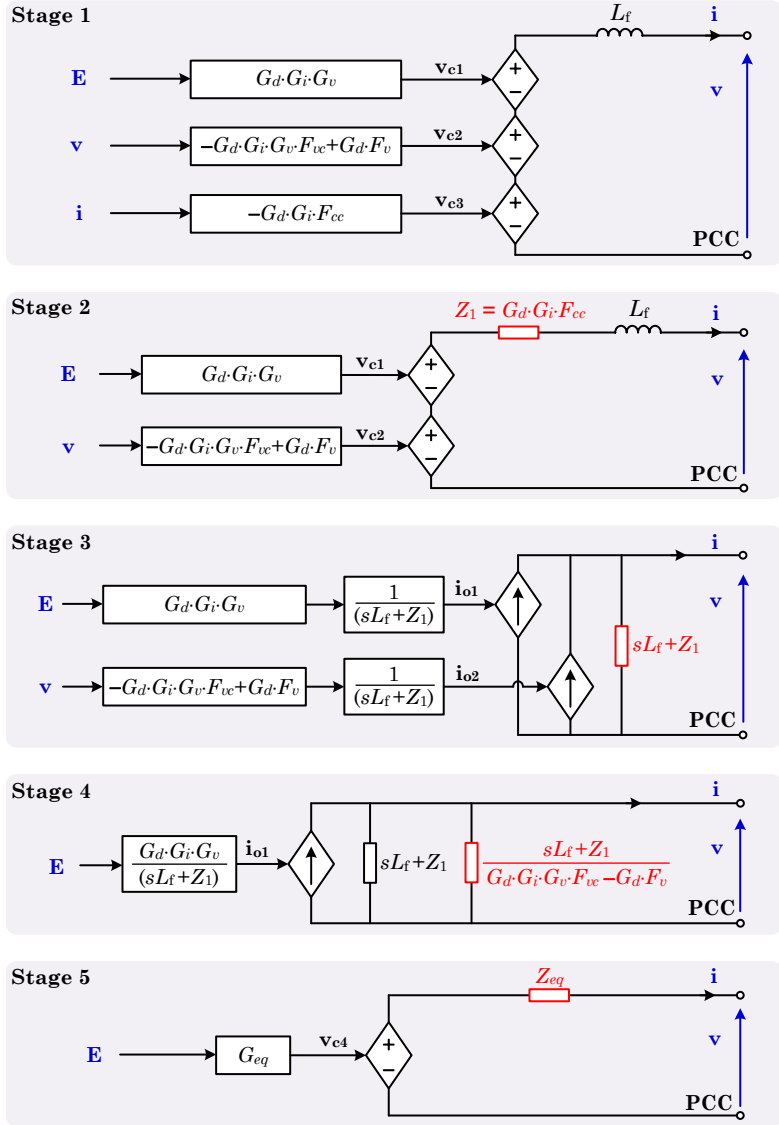 Stage 1
L_f i
E G_d·G_i·G_v v_c1 + −
v
v −G_d·G_i·G_v·F_vc+G_d·F_v v_c2 + −
i −G_d·G_i·F_cc v_c3 + −
PCC
Stage 2
Z_1 = G_d·G_i·F_cc L_f i
E G_d·G_i·G_v v_c1 + −
v
v −G_d·G_i·G_v·F_vc+G_d·F_v v_c2 + −
PCC
Stage 3
i
E G_d·G_i·G_v 1/(sL_f+Z_1) i_o1
v
sL_f+Z_1
v −G_d·G_i·G_v·F_vc+G_d·F_v 1/(sL_f+Z_1) i_o2
PCC
Stage 4
i
v
E G_d·G_i·G_v/(sL_f+Z_1) i_o1 sL_f+Z_1 sL_f+Z_1/G_d·G_i·G_v·F_vc−G_d·F_v
PCC
Stage 5
Z_eq i
v
E G_eq v_c4 + −
PCC